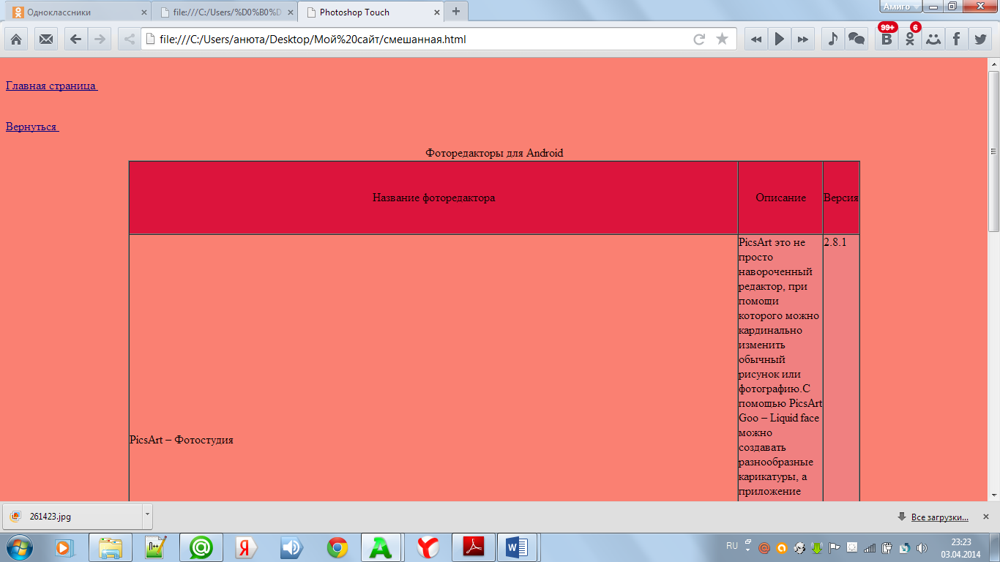 Одноклассники
file:///C:/Users/%D0%B0%D
Photoshop Touch
Амиго
file:///C:/Users/анюта/Desktop/Мой%20сайт/смешанная.html
99+
6
Главная страница
Вернуться
Фоторедакторы для Android
Название фоторедактора
Описание
Версия
PicsArt – Фотостудия
PicsArt это не
просто
навороченный
редактор, при
помощи
которого можно
кардинально
изменить
обычный
рисунок или
фотографию.С
помощью PicsArt
Goo – Liquid face
можно
создавать
разнообразные
карикатуры, а
приложение
2.8.1
261423.jpg
Все загрузки...
RU
23:23
03.04.2014